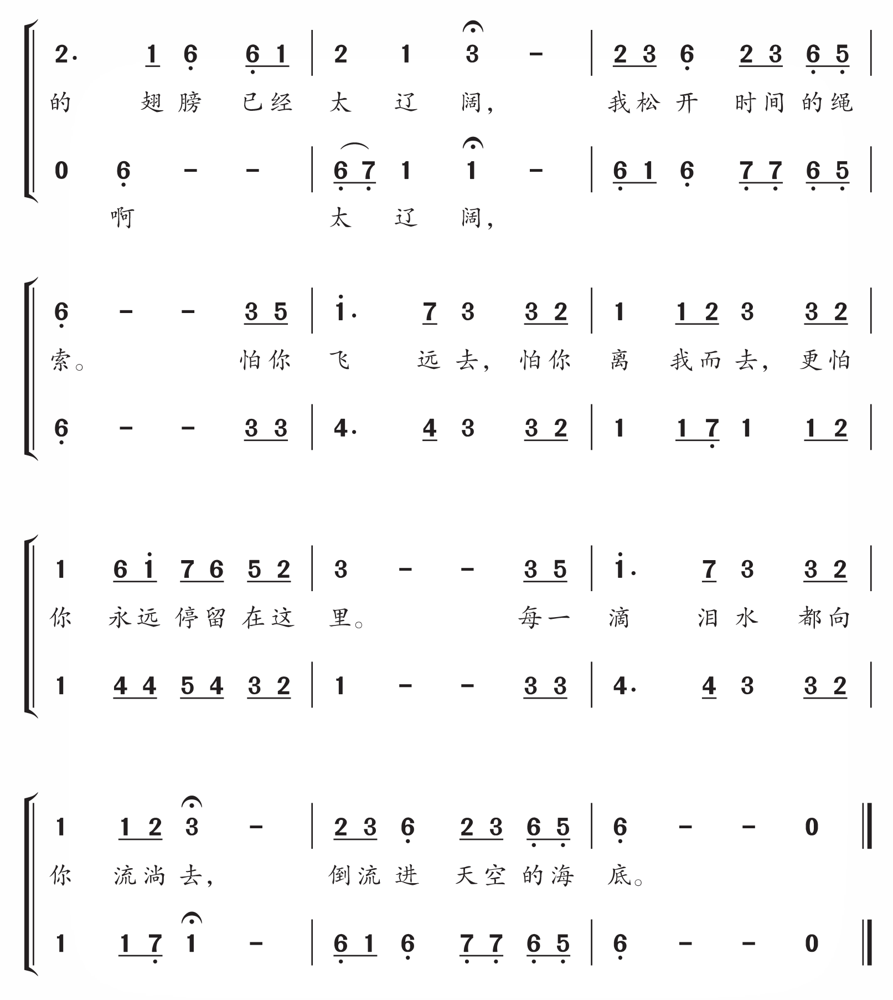 2. 1 6 6 1 | 2 1 3 - | 2 3 6 2 3 6 5 |
的 翅 膀 已 经 太 辽 阔， 我 松 开 时 间 的 绳
0 6 - - | 6 7 1 1 - | 6 1 6 7 7 6 5 |
啊 太 辽 阔，
6 - - 3 5 | 1. 7 3 3 2 | 1 1 2 3 3 2 |
索。 怕 你 飞 远 去， 怕 你 离 我 而 去， 更 怕
6 - - 3 3 | 4. 4 3 3 2 | 1 1 7 1 1 2 |
1 6 1 7 6 5 2 | 3 - - 3 5 | 1. 7 3 3 2 |
你 永 远 停 留 在 这 里。 每 一 滴 泪 水 都 向
1 4 4 5 4 3 2 | 1 - - 3 3 | 4. 4 3 3 2 |
1 1 2 3 - | 2 3 6 2 3 6 5 | 6 - - 0
你 流 淌 去， 倒 流 进 天 空 的 海 底。
1 1 7 1 - | 6 1 6 7 7 6 5 | 6 - - 0